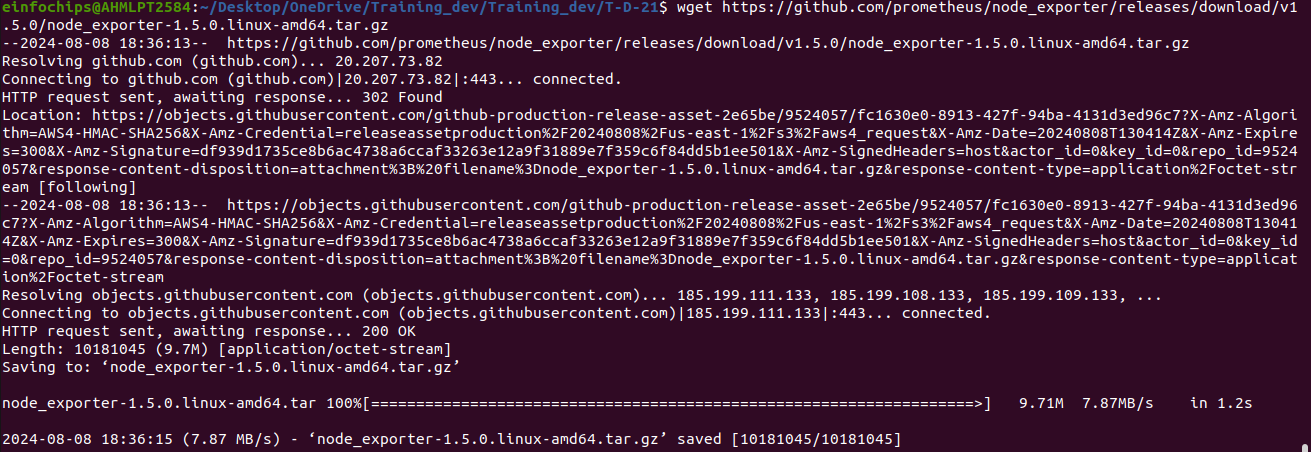 einfochips@AHMLPT2584:~/Desktop/OneDrive/Training_dev/Training_dev/T-D-21$ wget https://github.com/prometheus/node_exporter/releases/download/v1
.5.0/node_exporter-1.5.0.linux-amd64.tar.gz
--2024-08-08 18:36:13--  https://github.com/prometheus/node_exporter/releases/download/v1.5.0/node_exporter-1.5.0.linux-amd64.tar.gz
Resolving github.com (github.com)... 20.207.73.82
Connecting to github.com (github.com)|20.207.73.82|:443... connected.
HTTP request sent, awaiting response... 302 Found
Location: https://objects.githubusercontent.com/github-production-release-asset-2e65be/9524057/fc1630e0-8913-427f-94ba-4131d3ed96c7?X-Amz-Algori
thm=AWS4-HMAC-SHA256&X-Amz-Credential=releaseassetproduction%2F20240808%2Fus-east-1%2Fs3%2Faws4_request&X-Amz-Date=20240808T130414Z&X-Amz-Expire
s=300&X-Amz-Signature=df939d1735ce8b6ac4738a6ccaf33263e12a9f31889e7f359c6f84dd5b1ee501&X-Amz-SignedHeaders=host&actor_id=0&key_id=0&repo_id=9524
057&response-content-disposition=attachment%3B%20filename%3Dnode_exporter-1.5.0.linux-amd64.tar.gz&response-content-type=application%2Foctet-str
eam [following]
--2024-08-08 18:36:13--  https://objects.githubusercontent.com/github-production-release-asset-2e65be/9524057/fc1630e0-8913-427f-94ba-4131d3ed96
c7?X-Amz-Algorithm=AWS4-HMAC-SHA256&X-Amz-Credential=releaseassetproduction%2F20240808%2Fus-east-1%2Fs3%2Faws4_request&X-Amz-Date=20240808T13041
4Z&X-Amz-Expires=300&X-Amz-Signature=df939d1735ce8b6ac4738a6ccaf33263e12a9f31889e7f359c6f84dd5b1ee501&X-Amz-SignedHeaders=host&actor_id=0&key_id
=0&repo_id=9524057&response-content-disposition=attachment%3B%20filename%3Dnode_exporter-1.5.0.linux-amd64.tar.gz&response-content-type=applicat
ion%2Foctet-stream
Resolving objects.githubusercontent.com (objects.githubusercontent.com)... 185.199.111.133, 185.199.108.133, 185.199.109.133, ...
Connecting to objects.githubusercontent.com (objects.githubusercontent.com)|185.199.111.133|:443... connected.
HTTP request sent, awaiting response... 200 OK
Length: 10181045 (9.7M) [application/octet-stream]
Saving to: ‘node_exporter-1.5.0.linux-amd64.tar.gz’
node_exporter-1.5.0.linux-amd64.tar 100%[===================================================================>]   9.71M  7.87MB/s    in 1.2s
2024-08-08 18:36:15 (7.87 MB/s) - ‘node_exporter-1.5.0.linux-amd64.tar.gz’ saved [10181045/10181045]